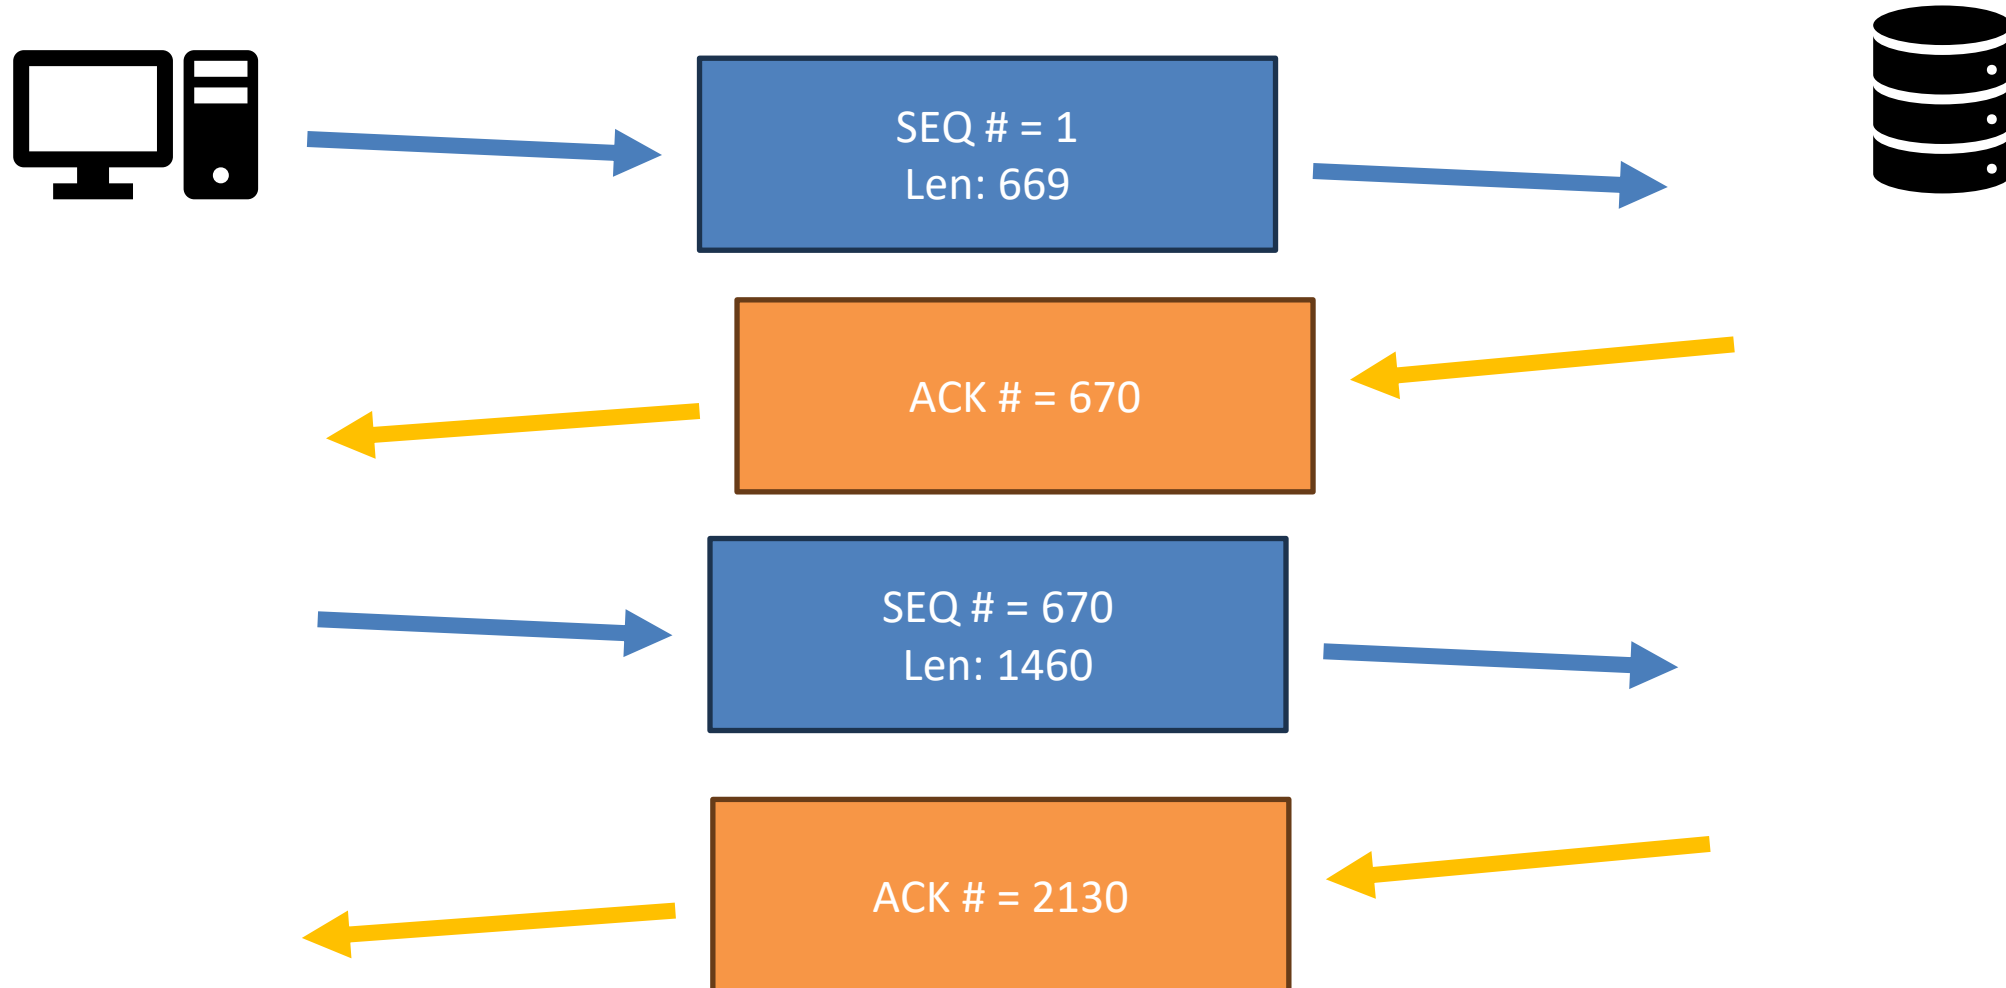 SEQ # = 1
Len: 669
ACK # = 670
SEQ # = 670
Len: 1460
ACK # = 2130